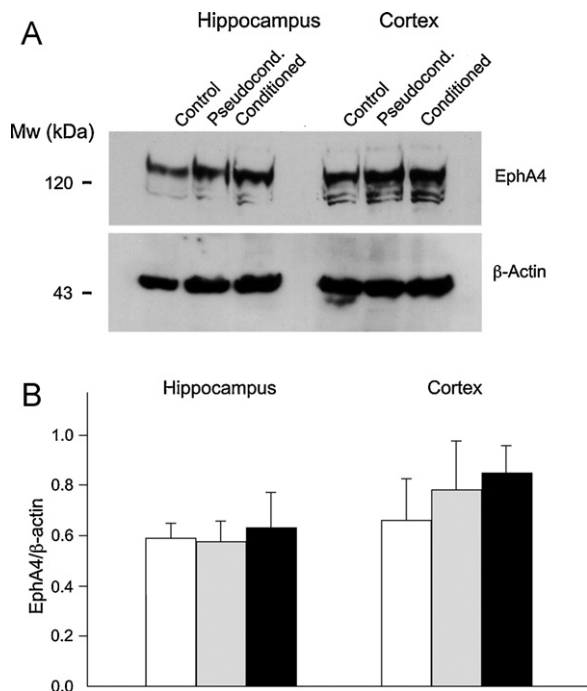 A
Hippocampus Cortex
Control Pseudocond. Conditioned Control Pseudocond. Conditioned
Mw (kDa)
120 EphA4
43 β-Actin
B
Hippocampus Cortex
EphA4/β-actin
1.0
0.8
0.6
0.4
0.2
0.0